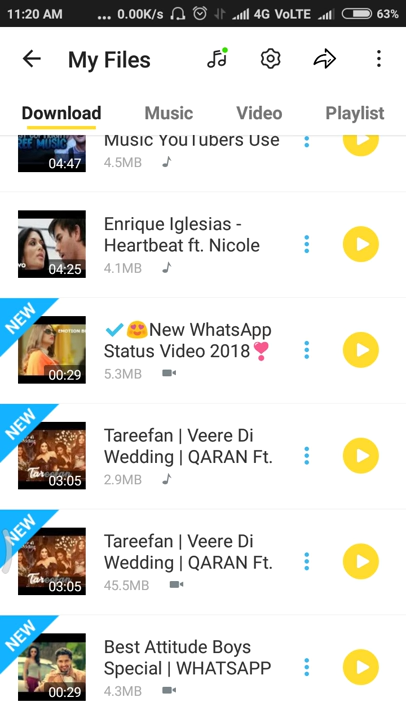 11:20 AM ... 0.00K/s 4G VoLTE 63%
My Files
Download Music Video Playlist
Music YouTubers Use
04:47
4.5MB
Enrique Iglesias -
Heartbeat ft. Nicole
04:25
4.1MB
NEW
✔😍New WhatsApp
Status Video 2018❣
00:29
5.3MB
NEW
Tareefan | Veere Di
Wedding | QARAN Ft.
03:05
2.9MB
NEW
Tareefan | Veere Di
Wedding | QARAN Ft.
03:05
45.5MB
NEW
Best Attitude Boys
Special | WHATSAPP
00:29
4.3MB